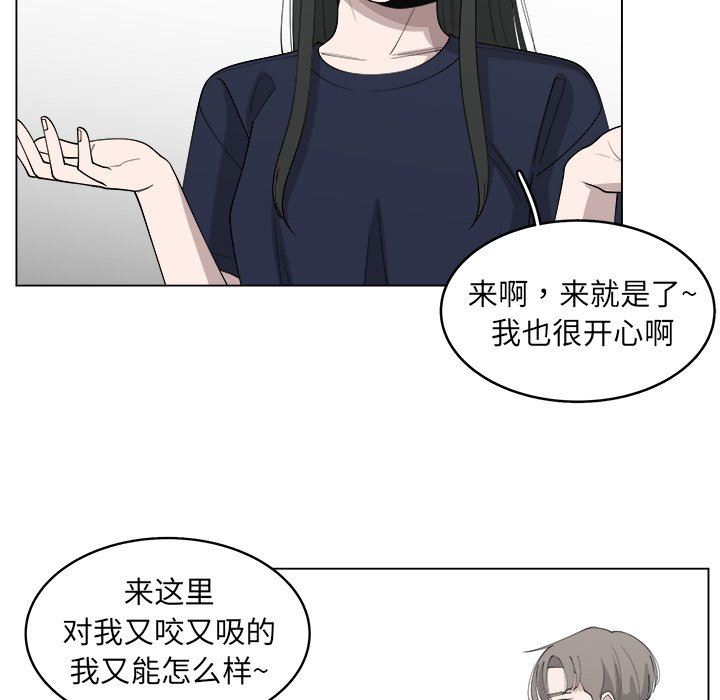 来啊，来就是了~
我也很开心啊
来这里
对我又咬又吸的
我又能怎么样~